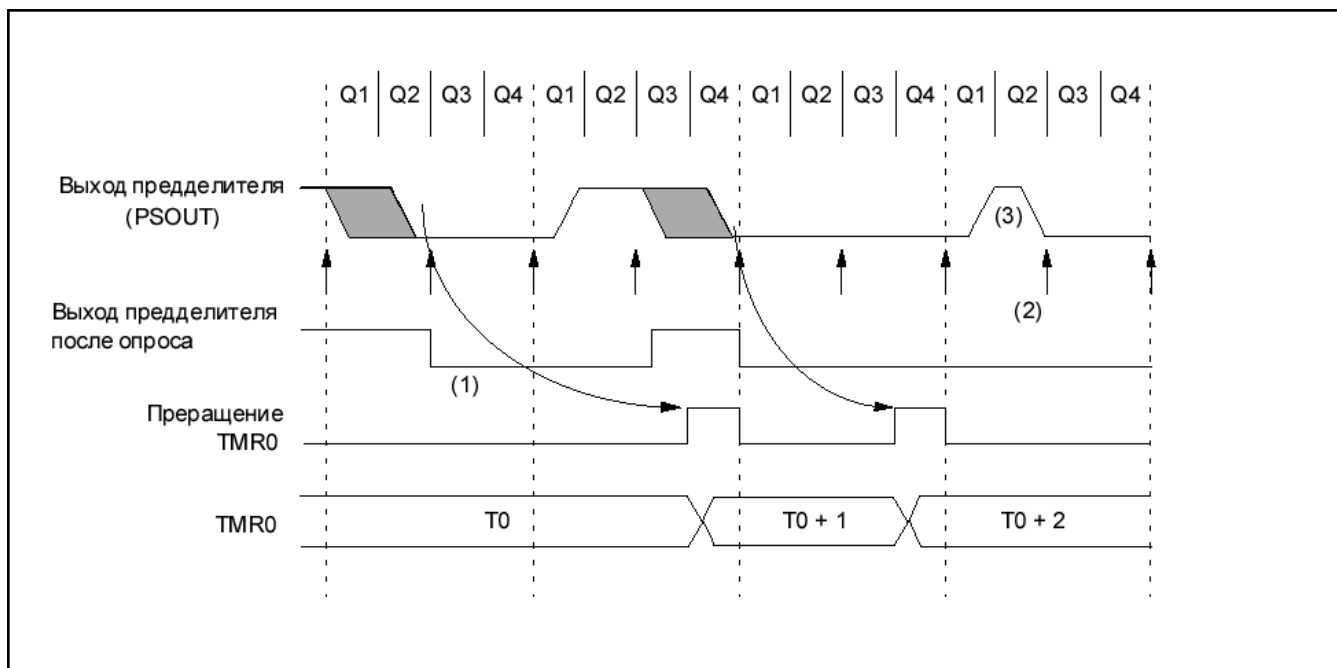 Q1 Q2 Q3 Q4 Q1 Q2 Q3 Q4 Q1 Q2 Q3 Q4 Q1 Q2 Q3 Q4
Выход предделителя
(PSOUT)
(3)
(2)
Выход предделителя
после опроса
(1)
Преращение
TMR0
TMR0
T0
T0 + 1
T0 + 2